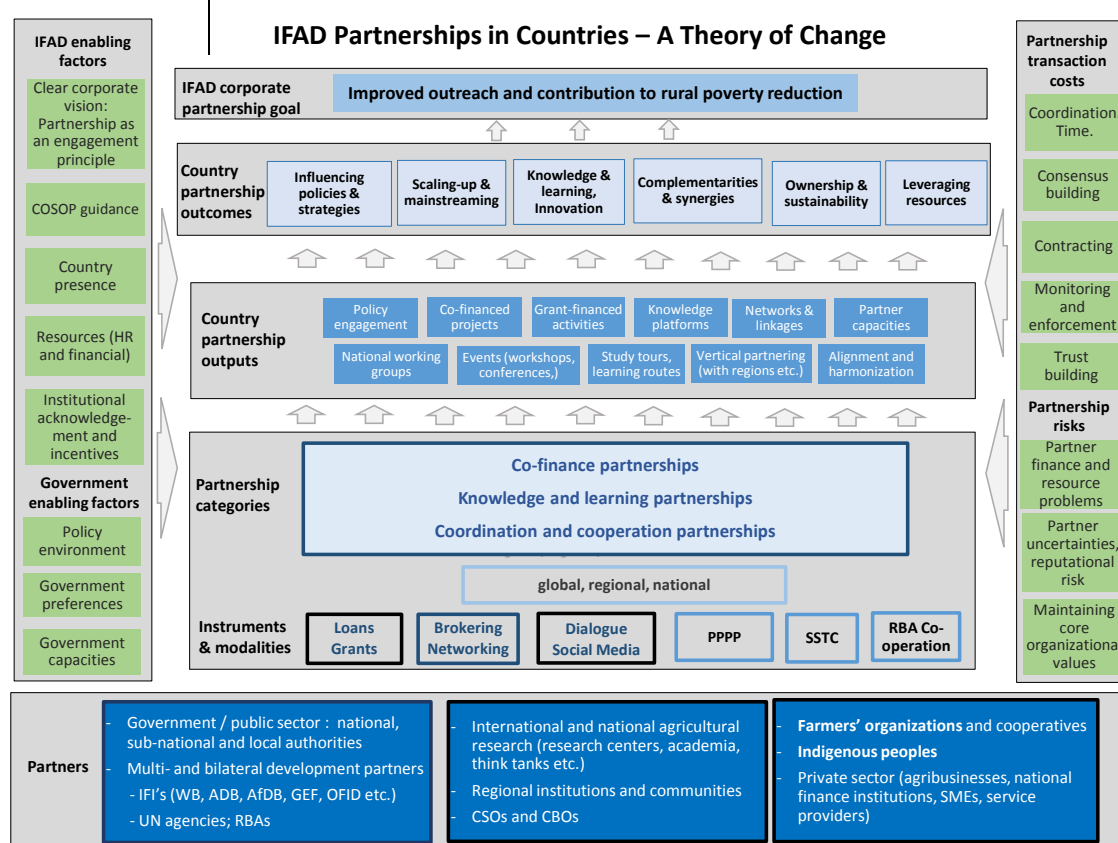 IFAD Partnerships in Countries – A Theory of Change
IFAD enabling
factors
Clear corporate
vision:
Partnership as
an engagement
principle
COSOP guidance
Country
presence
Resources (HR
and financial)
Institutional
acknowledge-
ment and
incentives
Government
enabling factors
Policy
environment
Government
preferences
Government
capacities
IFAD corporate
partnership goal
Improved outreach and contribution to rural poverty reduction
Country
partnership
outcomes
Influencing
policies &
strategies
Scaling-up &
mainstreaming
Knowledge &
learning,
Innovation
Complementarities
& synergies
Ownership &
sustainability
Leveraging
resources
Country
partnership
outputs
Policy
engagement
Co-financed
projects
Grant-financed
activities
Knowledge
platforms
Networks &
linkages
Partner
capacities
National working
groups
Events (workshops,
conferences,)
Study tours,
learning routes
Vertical partnering
(with regions etc.)
Alignment and
harmonization
Partnership
categories
Co-finance partnerships
Knowledge and learning partnerships
Coordination and cooperation partnerships
global, regional, national
Instruments
& modalities
Loans
Grants
Brokering
Networking
Dialogue
Social Media
PPPP
SSTC
RBA Co-
operation
Partnership
transaction
costs
Coordination
Time.
Consensus
building
Contracting
Monitoring
and
enforcement
Trust
building
Partnership
risks
Partner
finance and
resource
problems
Partner
uncertainties,
reputational
risk
Maintaining
core
organizational
values
Partners
- Government / public sector : national,
sub-national and local authorities
- Multi- and bilateral development partners
- IFI's (WB, ADB, AfDB, GEF, OFID etc.)
- UN agencies; RBAs
- International and national agricultural
research (research centers, academia,
think tanks etc.)
- Regional institutions and communities
- CSOs and CBOs
- Farmers' organizations and cooperatives
- Indigenous peoples
- Private sector (agribusinesses, national
finance institutions, SMEs, service
providers)